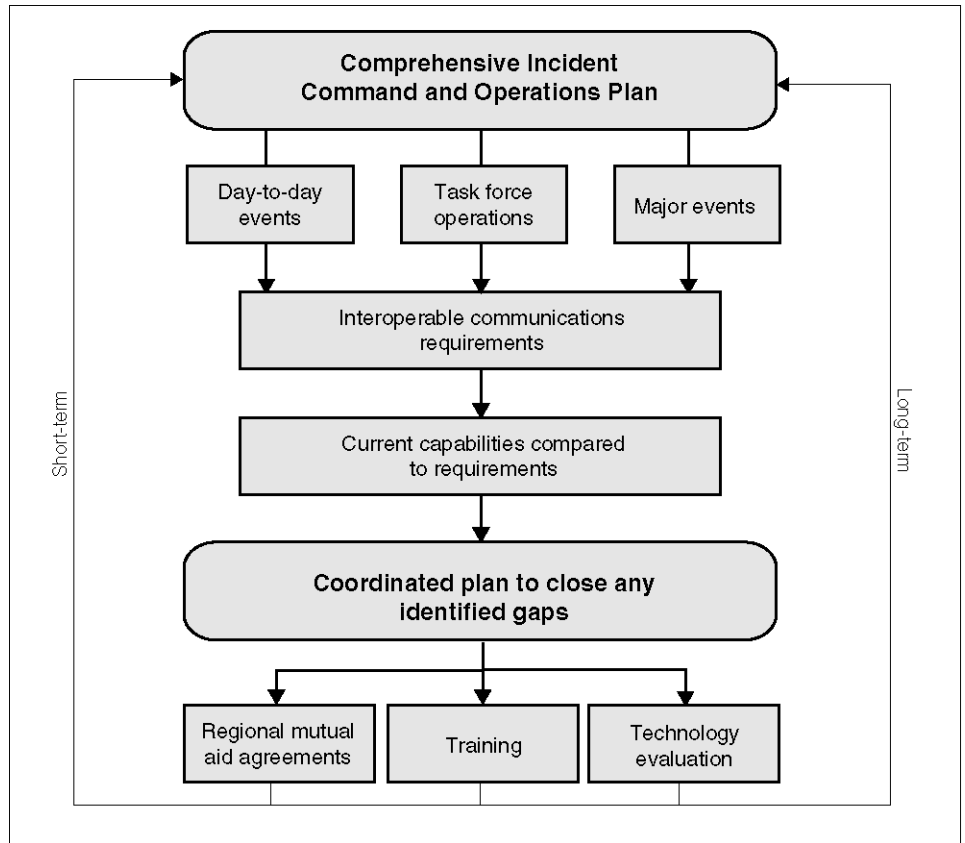 Comprehensive Incident
Command and Operations Plan
Day-to-day
events
Task force
operations
Major events
Interoperable communications
requirements
Current capabilities compared
to requirements
Short-term
Long-term
Coordinated plan to close any
identified gaps
Regional mutual
aid agreements
Training
Technology
evaluation